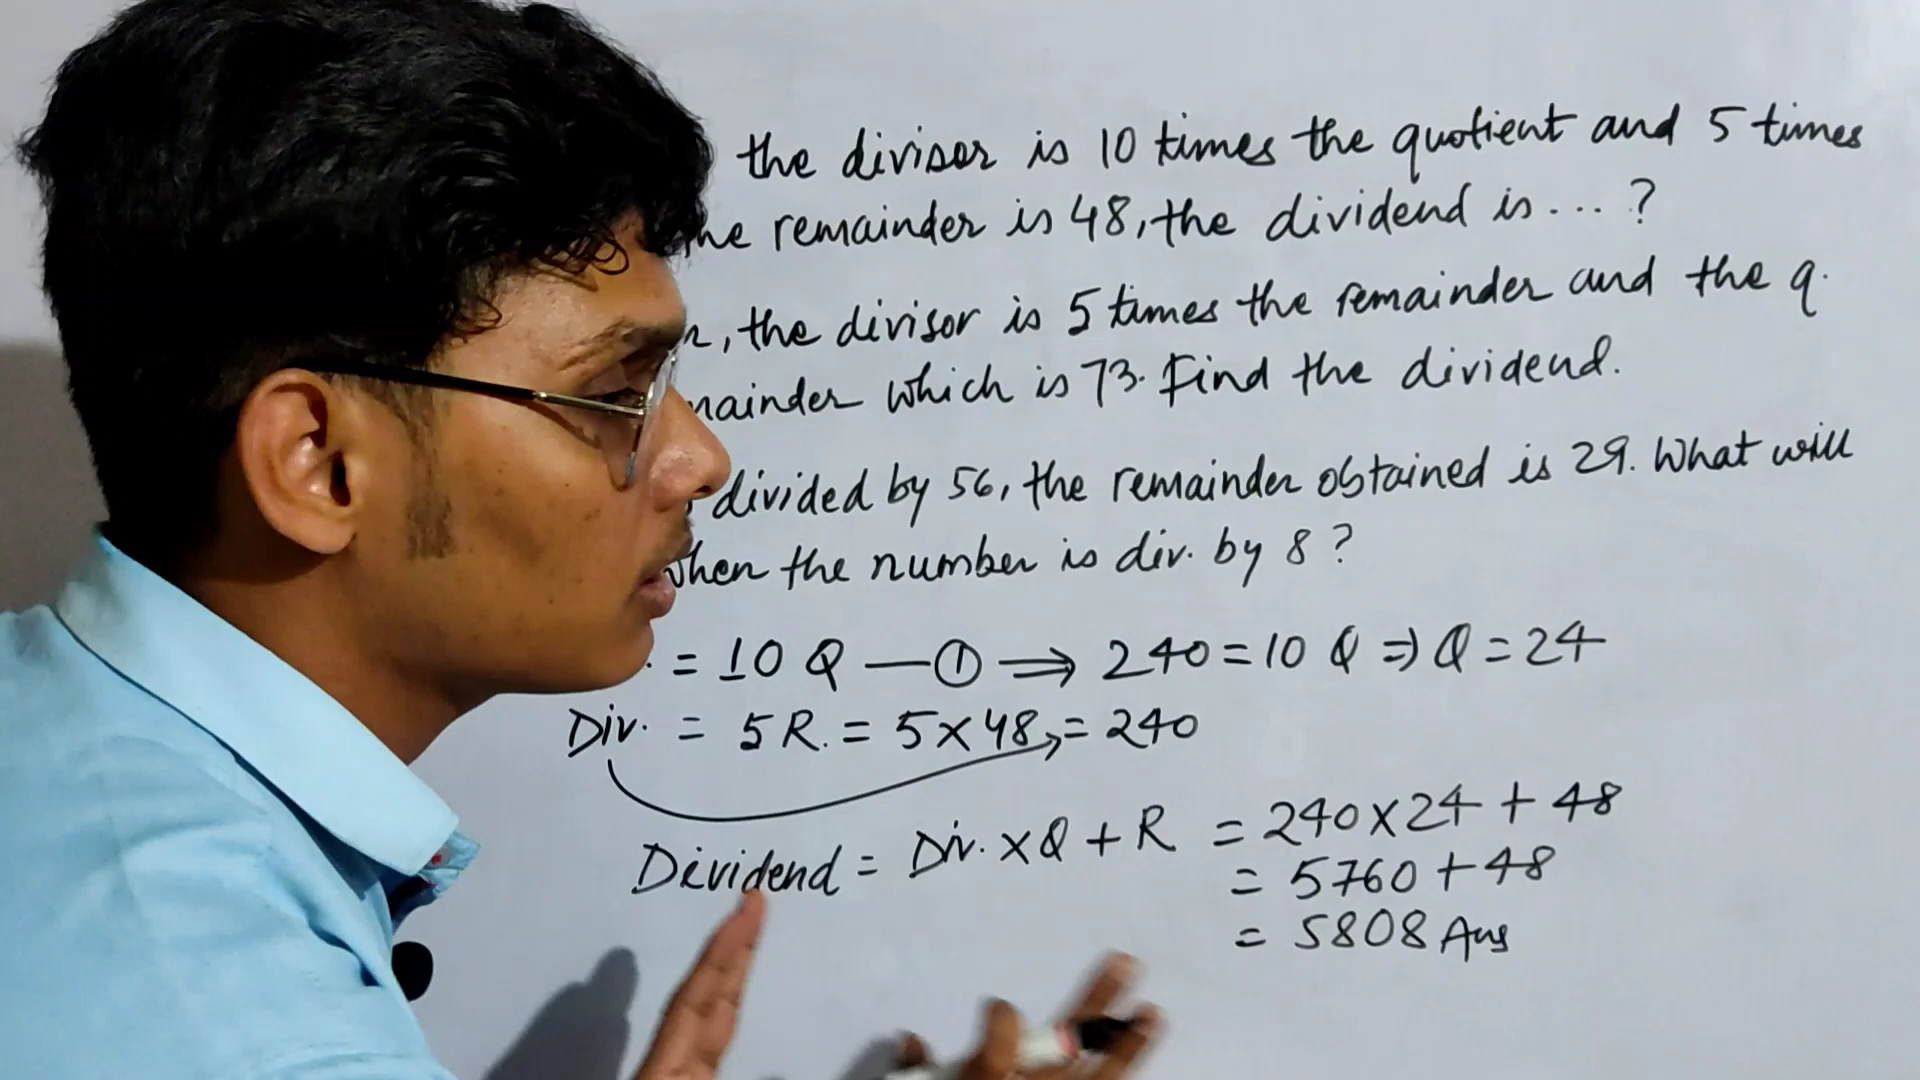 the divisor is 10 times the quotient and 5 times
remainder is 48, the dividend is... ?
, the divisor is 5 times the remainder and the q.
which is 73. Find the dividend.
divided by 56, the remainder obtained is 29. What will
when the number is div. by 8 ?
= 10 Q — ① ⟹ 240 = 10 Q ⇒ Q = 24
Div. = 5 R. = 5 × 48 = 240
Dividend = Div. × Q + R = 240 × 24 + 48
= 5760 + 48
= 5808 Ans